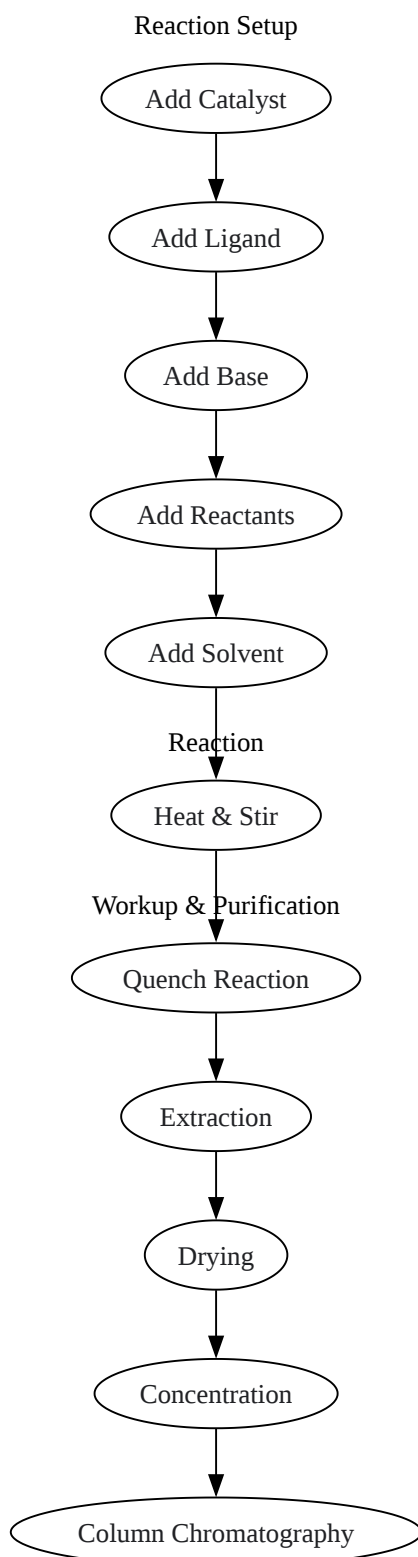 Reaction Setup
Add Catalyst
Add Ligand
Add Base
Add Reactants
Add Solvent
Reaction
Heat & Stir
Workup & Purification
Quench Reaction
Extraction
Drying
Concentration
Column Chromatography